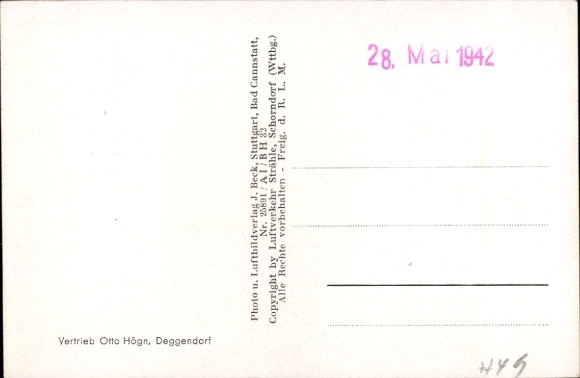 28. Mai 1942
Photo u. Luftbildverlag J. Beck, Stuttgart, Bad Cannstatt,
Nr. 25891 / A I / B H 32
Copyright by Luftverkehr Strähle, Schorndorf (Wttbg.)
Alle Rechte vorbehalten - Freig. d. R. L. M.
Vertrieb Otto Högn, Deggendorf